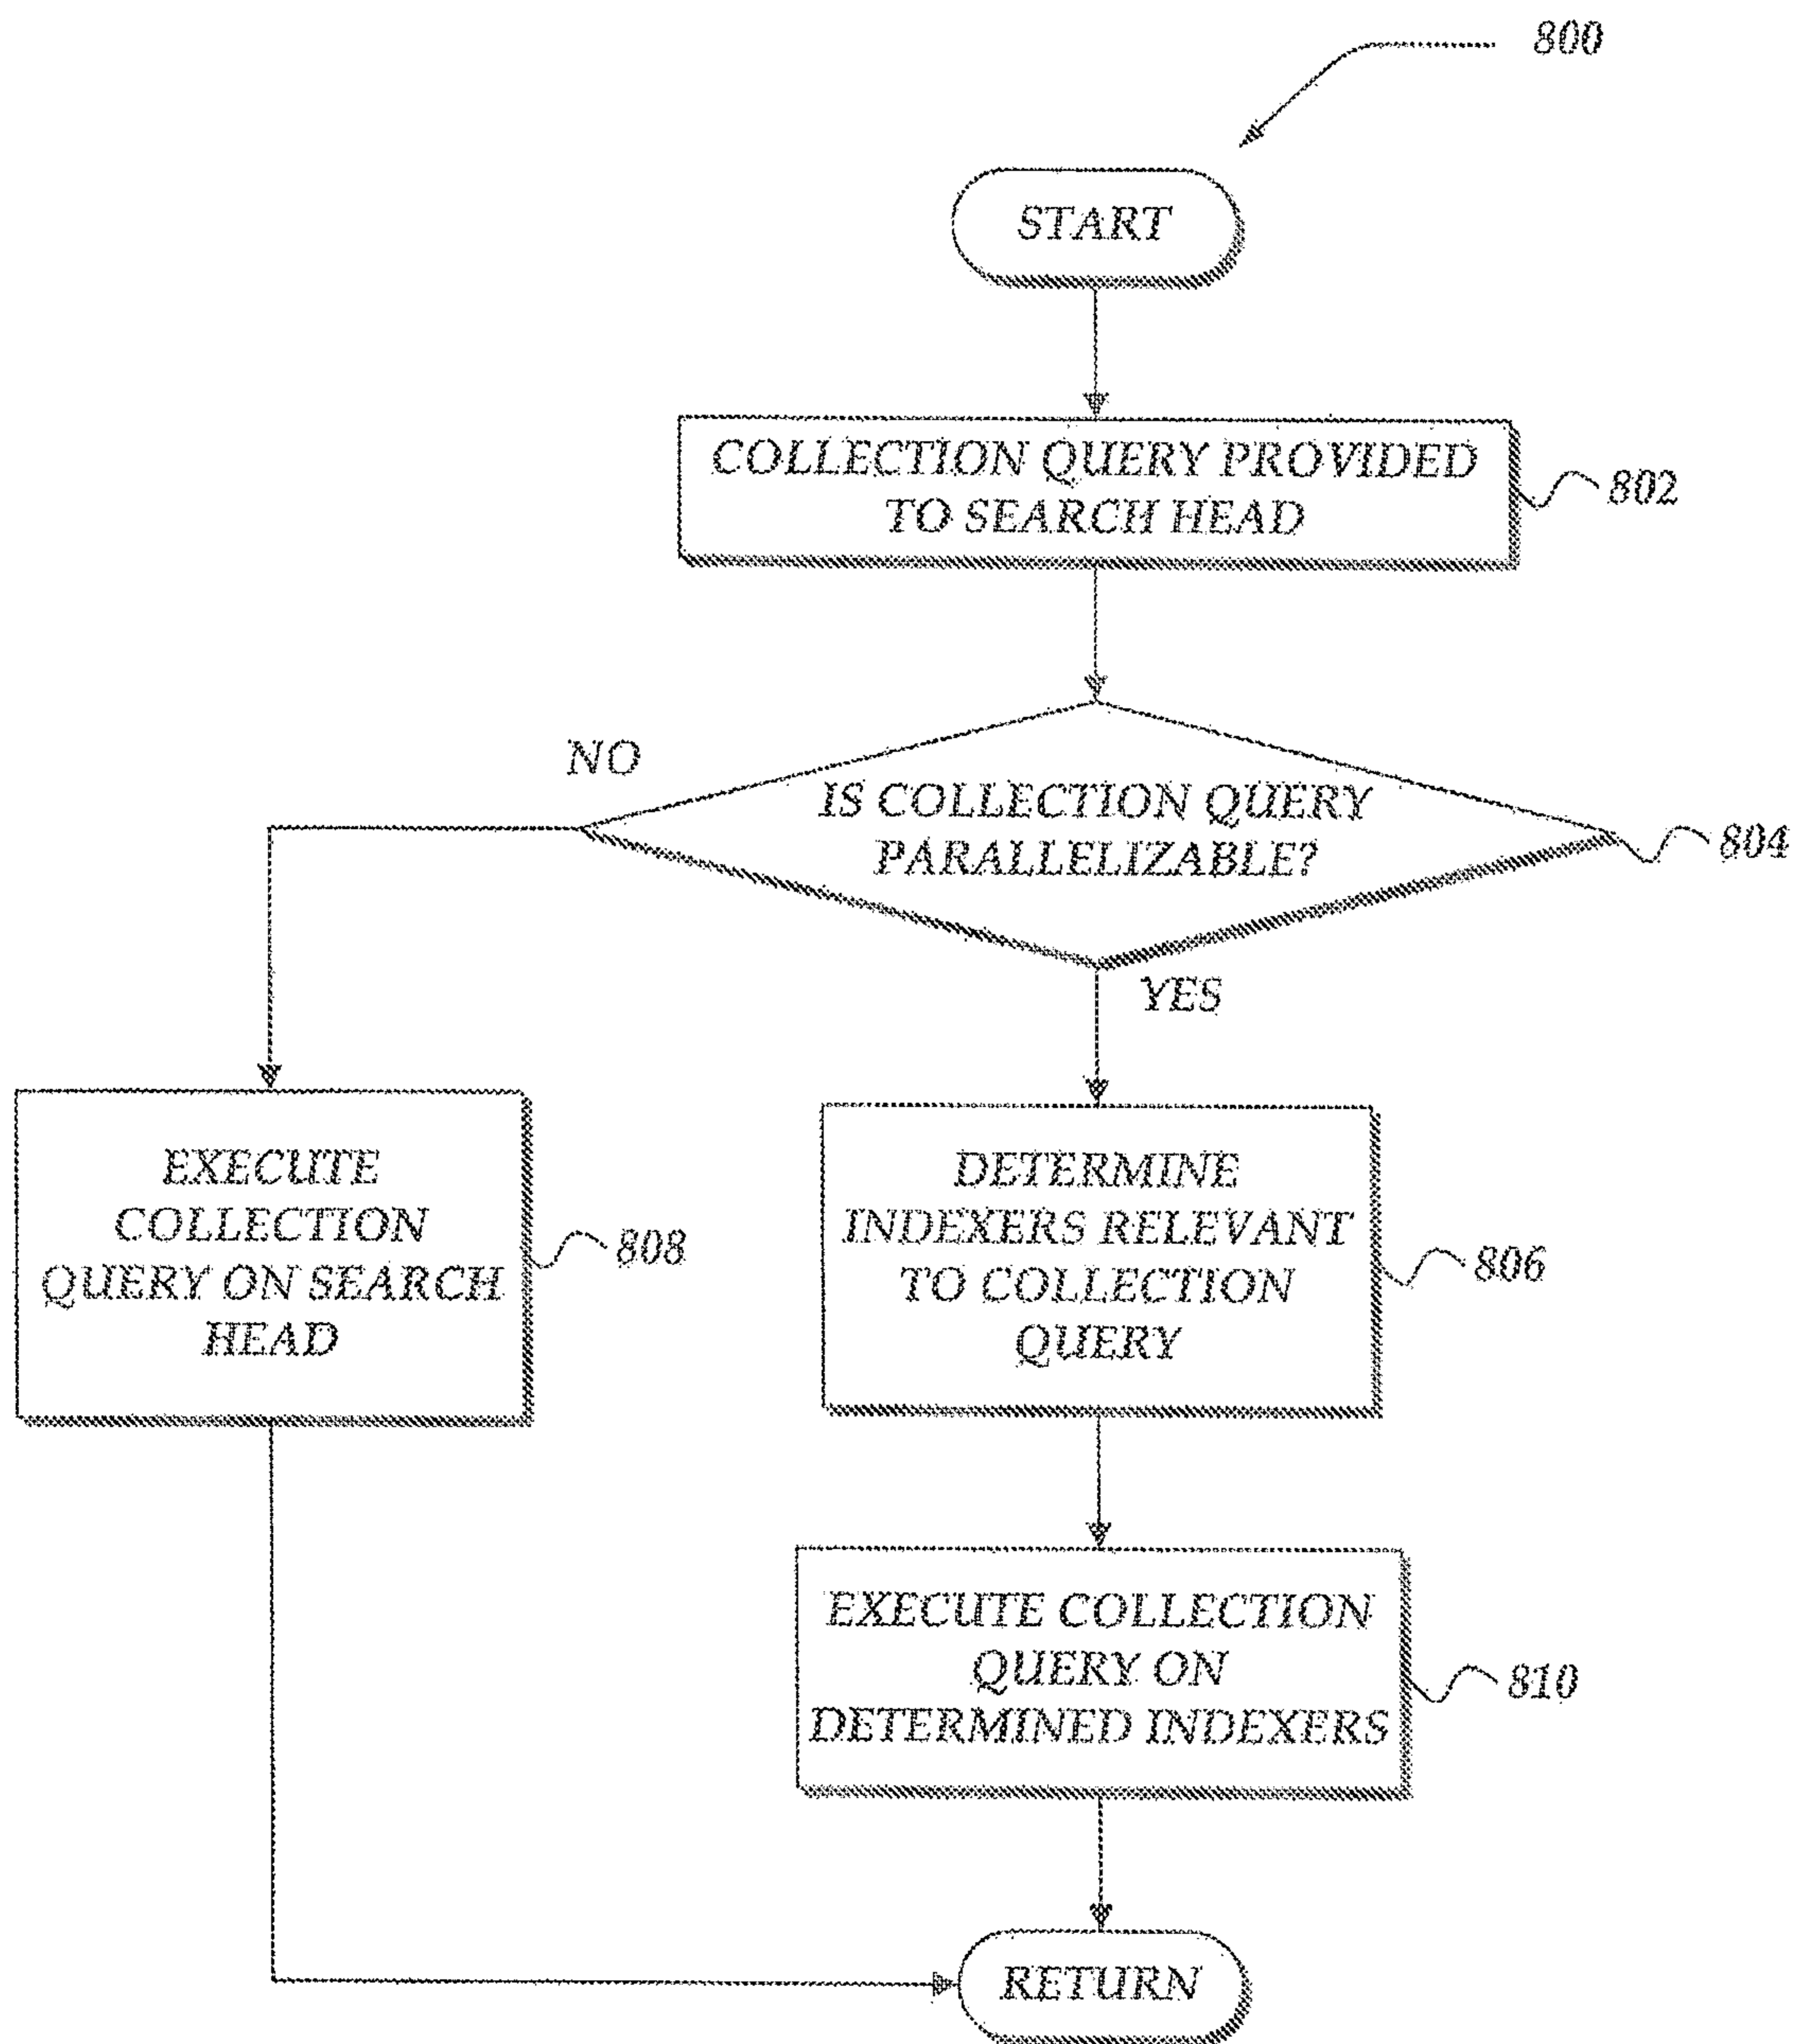 800
START
COLLECTION QUERY PROVIDED
TO SEARCH HEAD
802
NO
IS COLLECTION QUERY
PARALLELIZABLE?
804
YES
EXECUTE
COLLECTION
QUERY ON SEARCH
HEAD
808
DETERMINE
INDEXERS RELEVANT
TO COLLECTION
QUERY
806
EXECUTE COLLECTION
QUERY ON
DETERMINED INDEXERS
810
RETURN